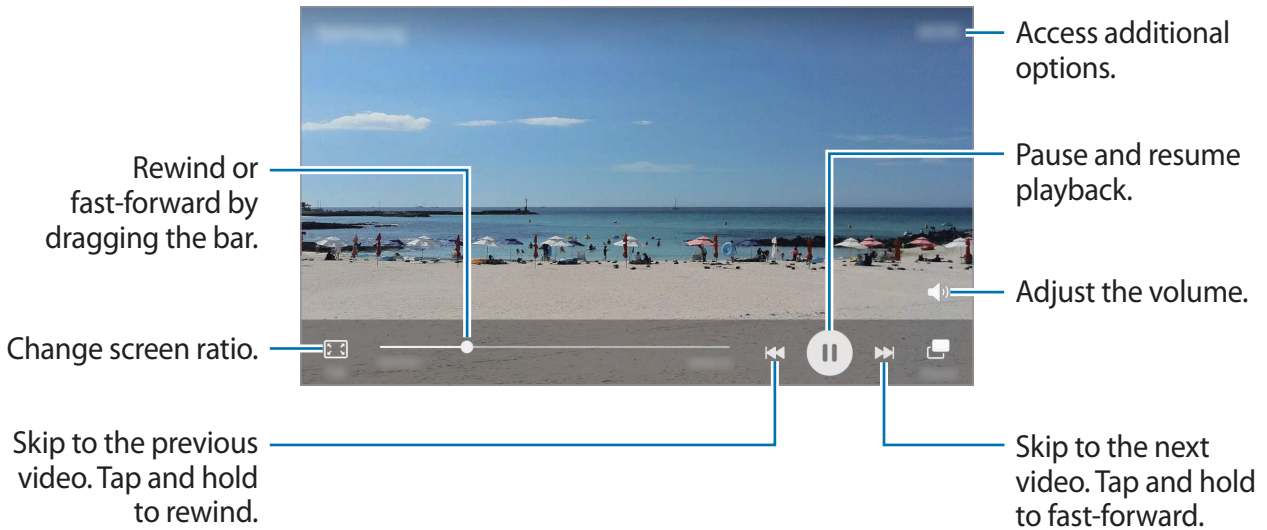 Access additional
options.
Rewind or
fast-forward by
dragging the bar.
Pause and resume
playback.
Adjust the volume.
Change screen ratio.
Skip to the previous
video. Tap and hold
to rewind.
Skip to the next
video. Tap and hold
to fast-forward.